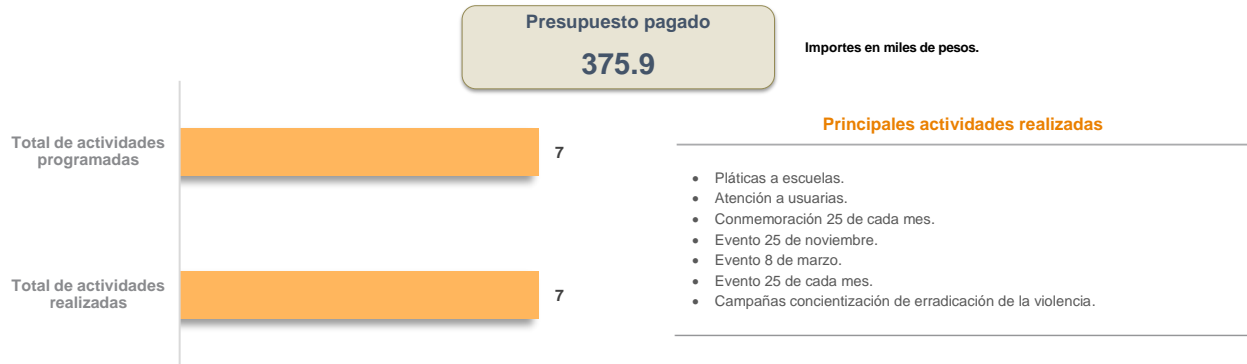 Presupuesto pagado
375.9
Importes en miles de pesos.
Total de actividades
programadas
7
Total de actividades
realizadas
7
Principales actividades realizadas
• Pláticas a escuelas.
• Atención a usuarias.
• Conmemoración 25 de cada mes.
• Evento 25 de noviembre.
• Evento 8 de marzo.
• Evento 25 de cada mes.
• Campañas concientización de erradicación de la violencia.